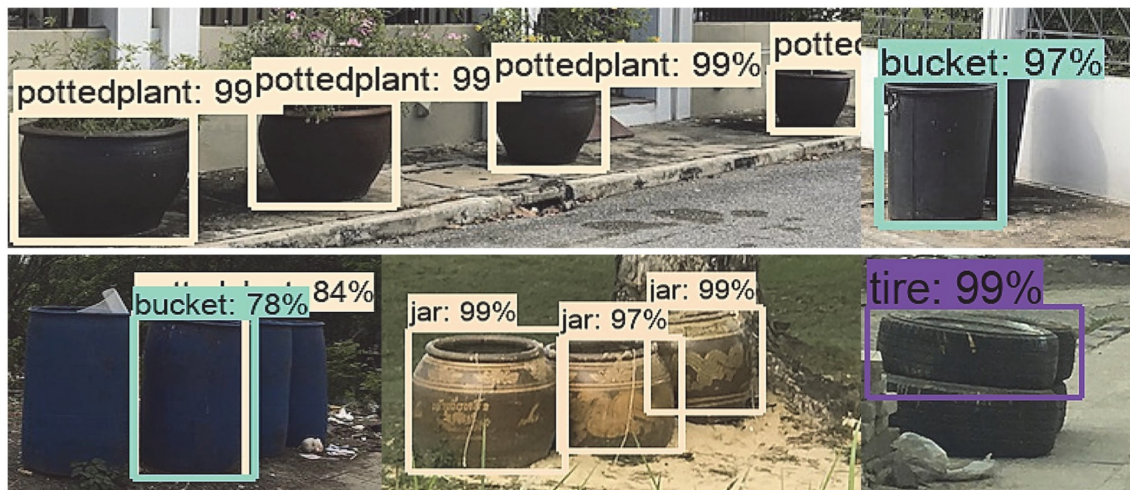 pottedplant: 99
pottedplant: 99
pottedplant: 99%
potted
bucket: 97%
84%
bucket: 78%
jar: 99%
jar: 97%
jar: 99%
tire: 99%